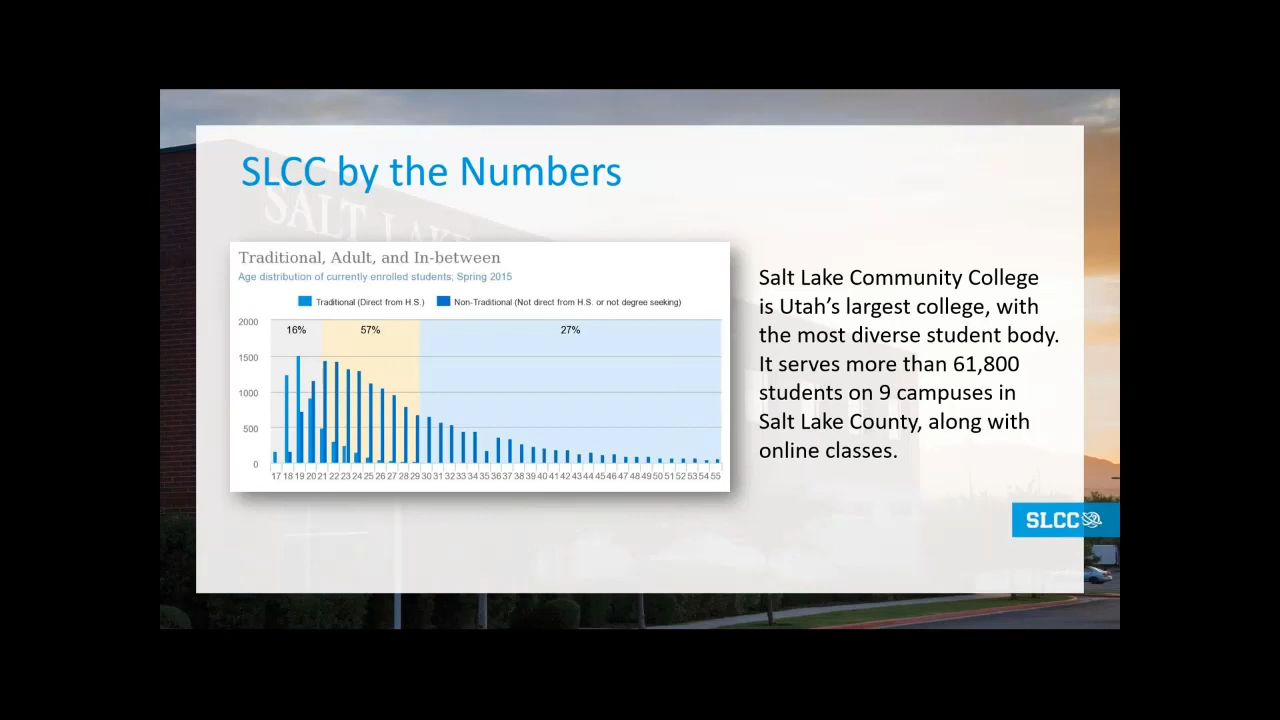 SLCC by the Numbers
SALT LAKE
Traditional, Adult, and In-between
Age distribution of currently enrolled students; Spring 2015
Traditional (Direct from H.S.) Non-Traditional (Not direct from H.S. or not degree seeking)
2000
16% 57% 27%
1500
1000
500
0
17 18 19 20 21 22 23 24 25 26 27 28 29 30 31 32 33 34 35 36 37 38 39 40 41 42 43 44 45 46 47 48 49 50 51 52 53 54 55
Salt Lake Community College
is Utah's largest college, with
the most diverse student body.
It serves more than 61,800
students on 9 campuses in
Salt Lake County, along with
online classes.
SLCC